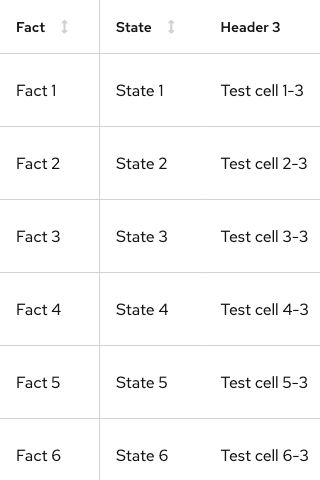 Fact State Header 3
Fact 1 State 1 Test cell 1-3
Fact 2 State 2 Test cell 2-3
Fact 3 State 3 Test cell 3-3
Fact 4 State 4 Test cell 4-3
Fact 5 State 5 Test cell 5-3
Fact 6 State 6 Test cell 6-3